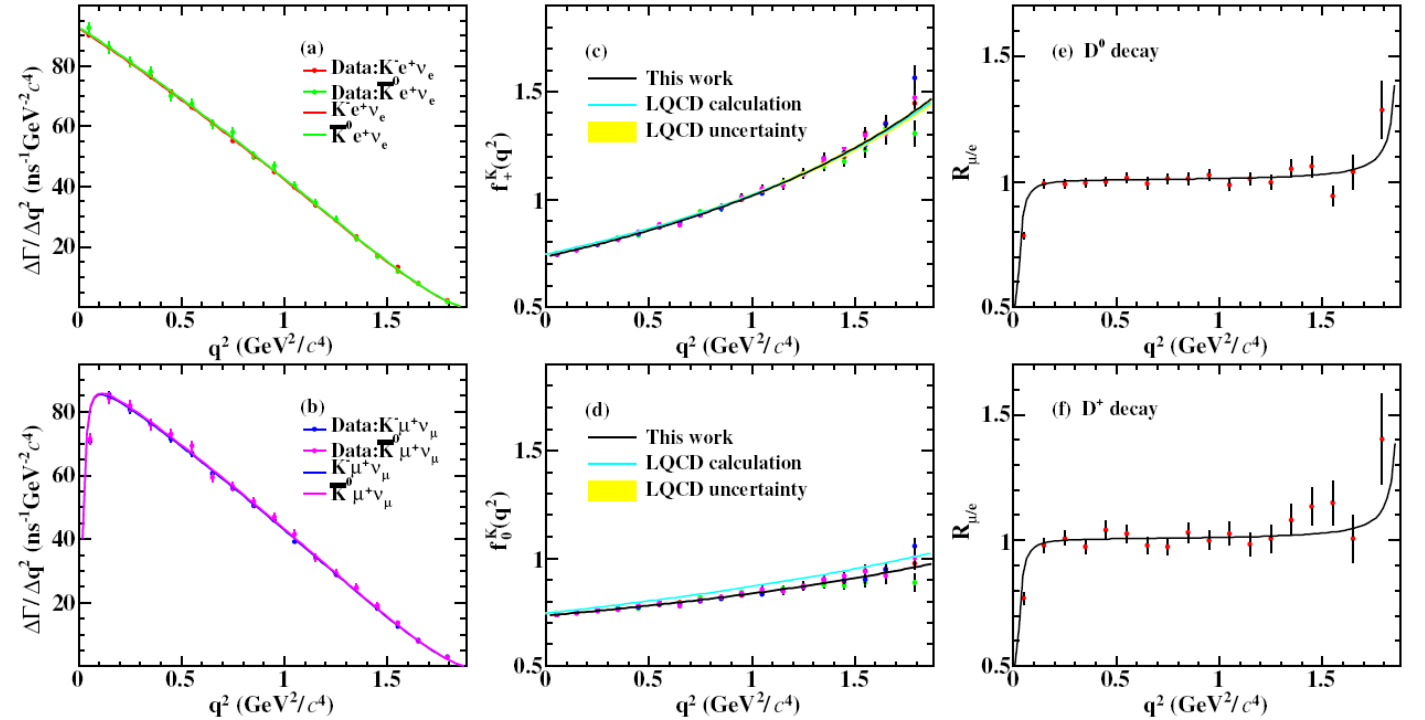 ΔΓ/Δq² (ns⁻¹GeV⁻²c⁴)
80
60
40
20
(a)
Data:K⁻e⁺νₑ
Data:K̅⁰e⁺νₑ
K⁻e⁺νₑ
K̅⁰e⁺νₑ
0 0.5 1 1.5
q² (GeV²/c⁴)
f₊ᴷ(q²)
1.5
1
0.5
(c)
This work
LQCD calculation
LQCD uncertainty
0 0.5 1 1.5
q² (GeV²/c⁴)
R_μ/e
1.5
1
0.5
(e) D⁰ decay
0 0.5 1 1.5
q² (GeV²/c⁴)
ΔΓ/Δq² (ns⁻¹GeV⁻²c⁴)
80
60
40
20
(b)
Data:K⁻μ⁺ν_μ
Data:K̅⁰μ⁺ν_μ
K⁻μ⁺ν_μ
K̅⁰μ⁺ν_μ
0 0.5 1 1.5
q² (GeV²/c⁴)
f₀ᴷ(q²)
1.5
1
0.5
(d)
This work
LQCD calculation
LQCD uncertainty
0 0.5 1 1.5
q² (GeV²/c⁴)
R_μ/e
1.5
1
0.5
(f) D⁺ decay
0 0.5 1 1.5
q² (GeV²/c⁴)